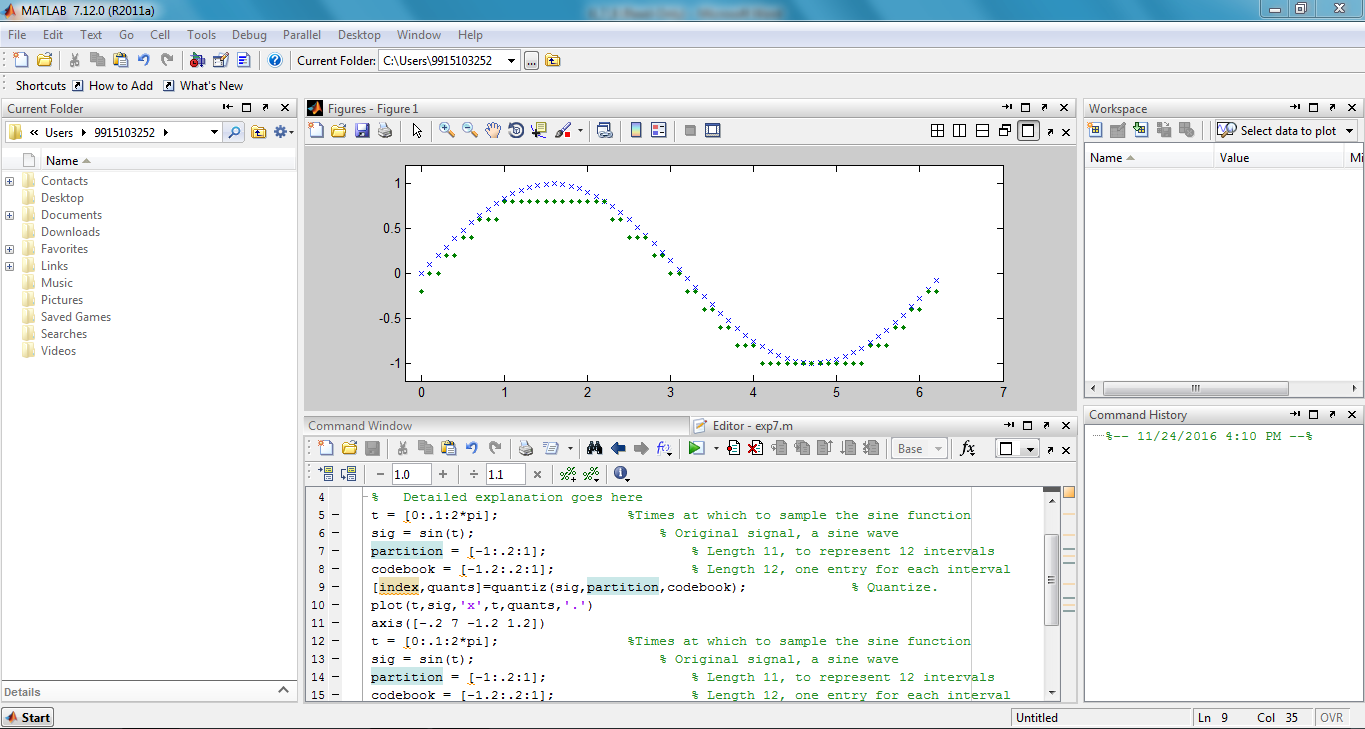 MATLAB 7.12.0 (R2011a)
File Edit Text Go Cell Tools Debug Parallel Desktop Window Help
Current Folder: C:\Users\9915103252 ...
Shortcuts How to Add What's New
Current Folder
« Users 9915103252
Name
Contacts
Desktop
Documents
Downloads
Favorites
Links
Music
Pictures
Saved Games
Searches
Videos
Details
Figures - Figure 1
1
0.5
0
-0.5
-1
0 1 2 3 4 5 6 7
Command Window
Editor - exp7.m
Base fx
− 1.0 + ÷ 1.1 ×
4 % Detailed explanation goes here
5 – t = [0:.1:2*pi]; %Times at which to sample the sine function
6 – sig = sin(t); % Original signal, a sine wave
7 – partition = [-1:.2:1]; % Length 11, to represent 12 intervals
8 – codebook = [-1.2:.2:1]; % Length 12, one entry for each interval
9 – [index,quants]=quantiz(sig,partition,codebook); % Quantize.
10 – plot(t,sig,'x',t,quants,'.')
11 – axis([-.2 7 -1.2 1.2])
12 – t = [0:.1:2*pi]; %Times at which to sample the sine function
13 – sig = sin(t); % Original signal, a sine wave
14 – partition = [-1:.2:1]; % Length 11, to represent 12 intervals
15 – codebook = [-1.2:.2:1]; % Length 12, one entry for each interval
Workspace
Select data to plot
Name Value Mi
Command History
%-- 11/24/2016 4:10 PM --%
Start
Untitled Ln 9 Col 35 OVR